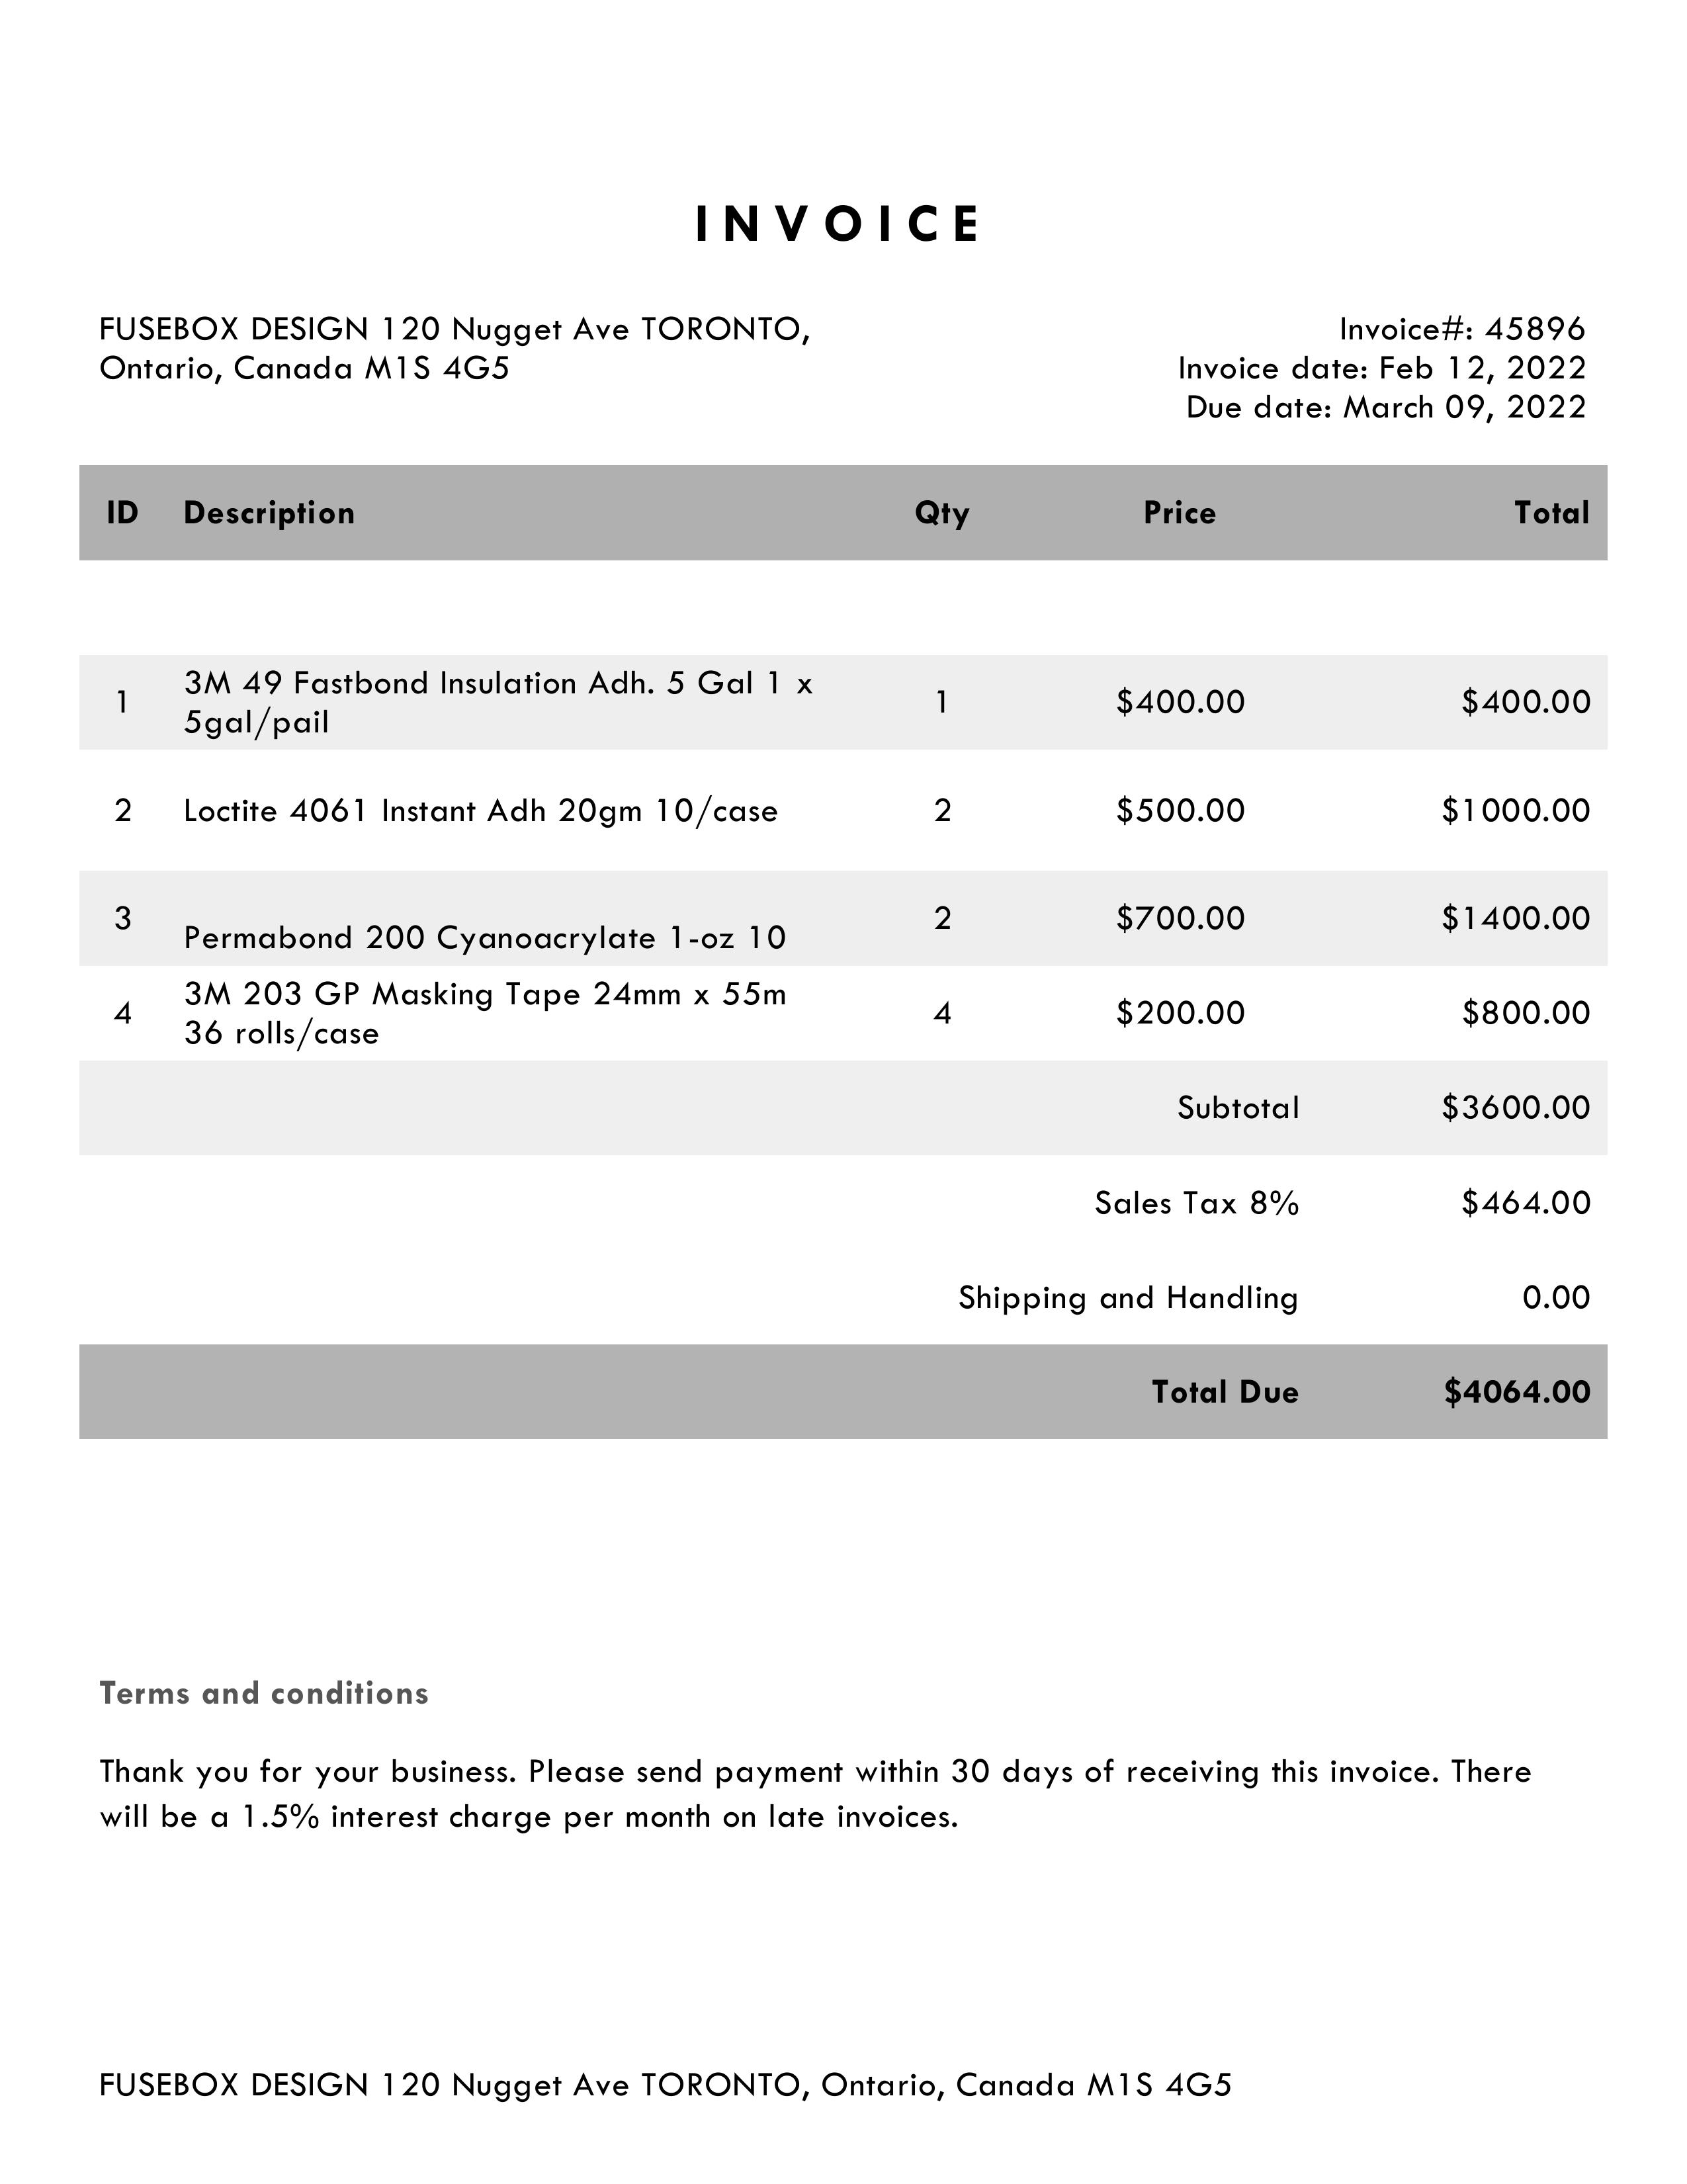 INVOICE
FUSEBOX DESIGN 120 Nugget Ave TORONTO,
Ontario, Canada M1S 4G5
Invoice#: 45896
Invoice date: Feb 12, 2022
Due date: March 09, 2022
ID Description Qty Price Total
1 3M 49 Fastbond Insulation Adh. 5 Gal 1 x
5gal/pail 1 $400.00 $400.00
2 Loctite 4061 Instant Adh 20gm 10/case 2 $500.00 $1000.00
3 Permabond 200 Cyanoacrylate 1-oz 10 2 $700.00 $1400.00
4 3M 203 GP Masking Tape 24mm x 55m
36 rolls/case 4 $200.00 $800.00
Subtotal $3600.00
Sales Tax 8% $464.00
Shipping and Handling 0.00
Total Due $4064.00
Terms and conditions
Thank you for your business. Please send payment within 30 days of receiving this invoice. There
will be a 1.5% interest charge per month on late invoices.
FUSEBOX DESIGN 120 Nugget Ave TORONTO, Ontario, Canada M1S 4G5